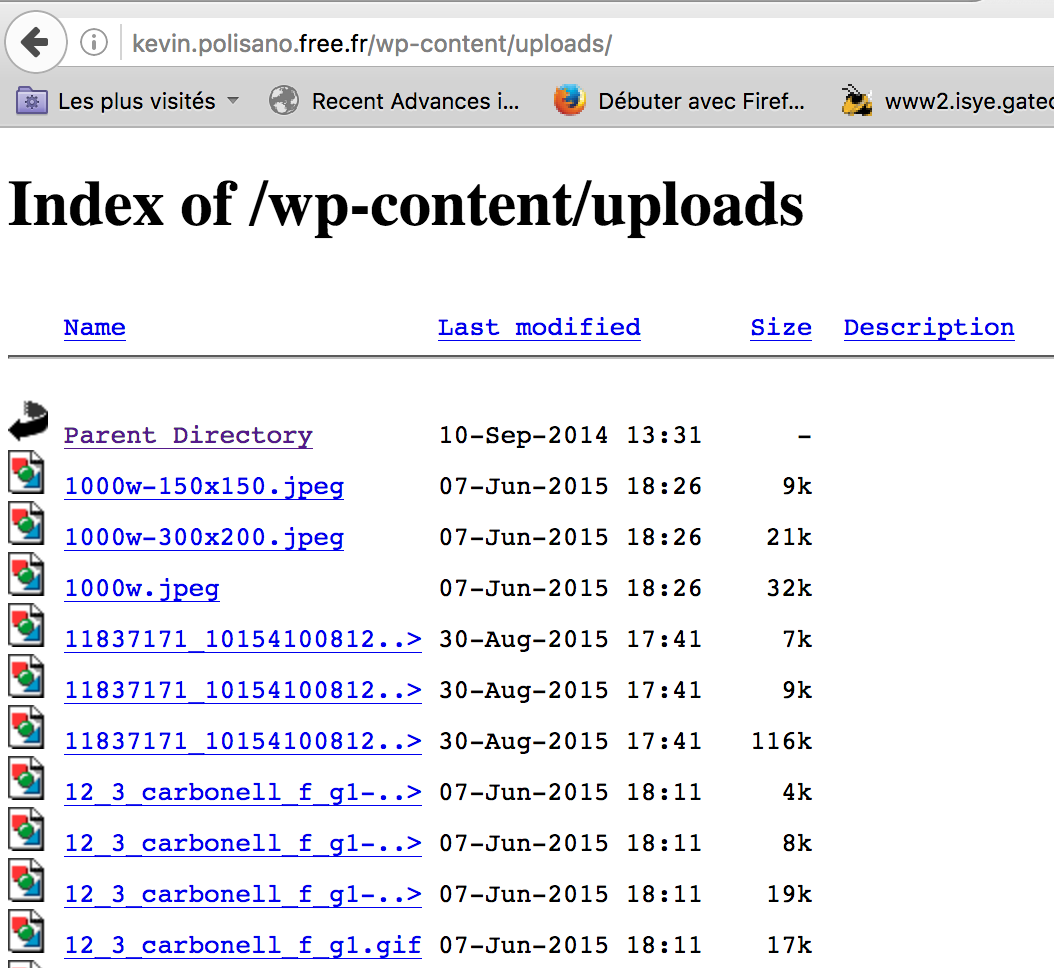 kevin.polisano.free.fr/wp-content/uploads/
Les plus visités Recent Advances i... Débuter avec Firef... www2.isye.gatec
Index of /wp-content/uploads
Name Last modified Size Description
Parent Directory 10-Sep-2014 13:31 -
1000w-150x150.jpeg 07-Jun-2015 18:26 9k
1000w-300x200.jpeg 07-Jun-2015 18:26 21k
1000w.jpeg 07-Jun-2015 18:26 32k
11837171_10154100812..> 30-Aug-2015 17:41 7k
11837171_10154100812..> 30-Aug-2015 17:41 9k
11837171_10154100812..> 30-Aug-2015 17:41 116k
12_3_carbonell_f_g1-..> 07-Jun-2015 18:11 4k
12_3_carbonell_f_g1-..> 07-Jun-2015 18:11 8k
12_3_carbonell_f_g1-..> 07-Jun-2015 18:11 19k
12_3_carbonell_f_g1.gif 07-Jun-2015 18:11 17k